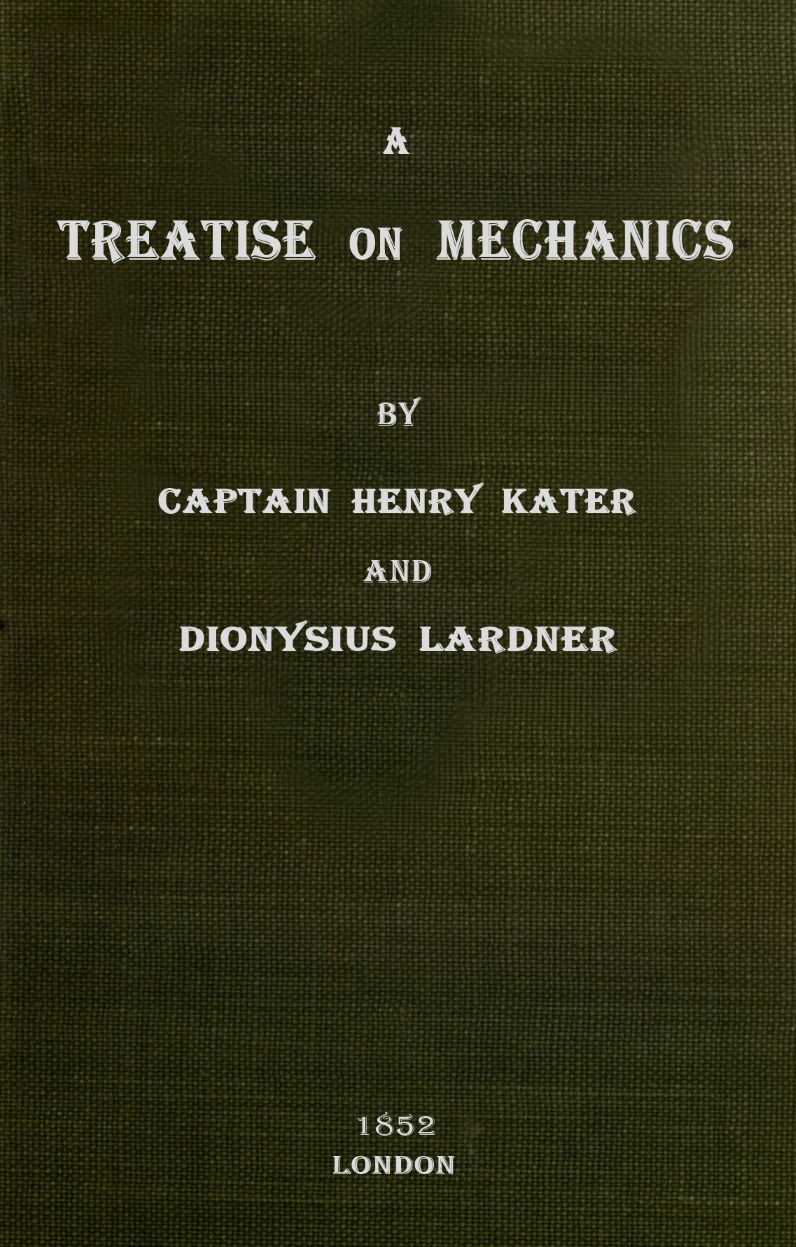 A
TREATISE ON MECHANICS
BY
CAPTAIN HENRY KATER
AND
DIONYSIUS LARDNER
1852
LONDON